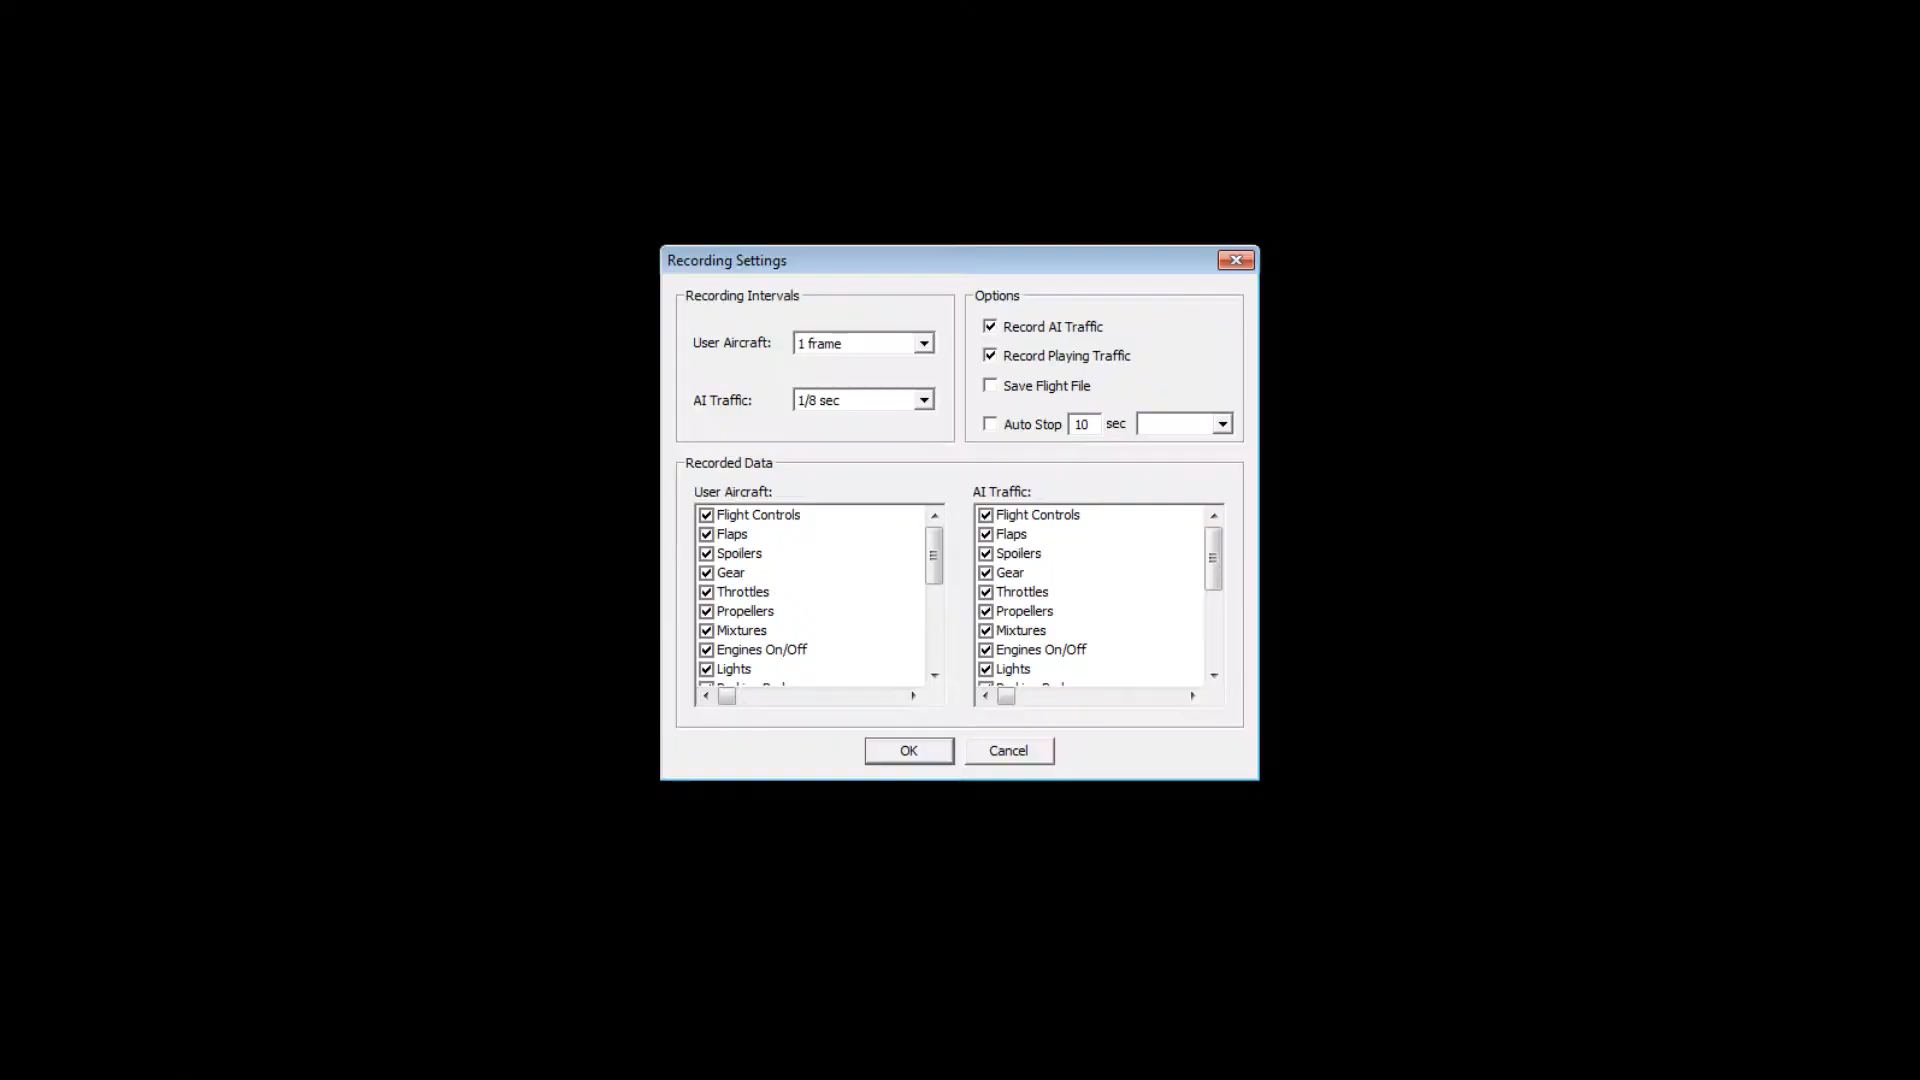 Recording Settings
Recording Intervals
User Aircraft: 1 frame
AI Traffic: 1/8 sec
Options
Record AI Traffic
Record Playing Traffic
Save Flight File
Auto Stop 10 sec
Recorded Data
User Aircraft:
Flight Controls
Flaps
Spoilers
Gear
Throttles
Propellers
Mixtures
Engines On/Off
Lights
AI Traffic:
Flight Controls
Flaps
Spoilers
Gear
Throttles
Propellers
Mixtures
Engines On/Off
Lights
OK Cancel